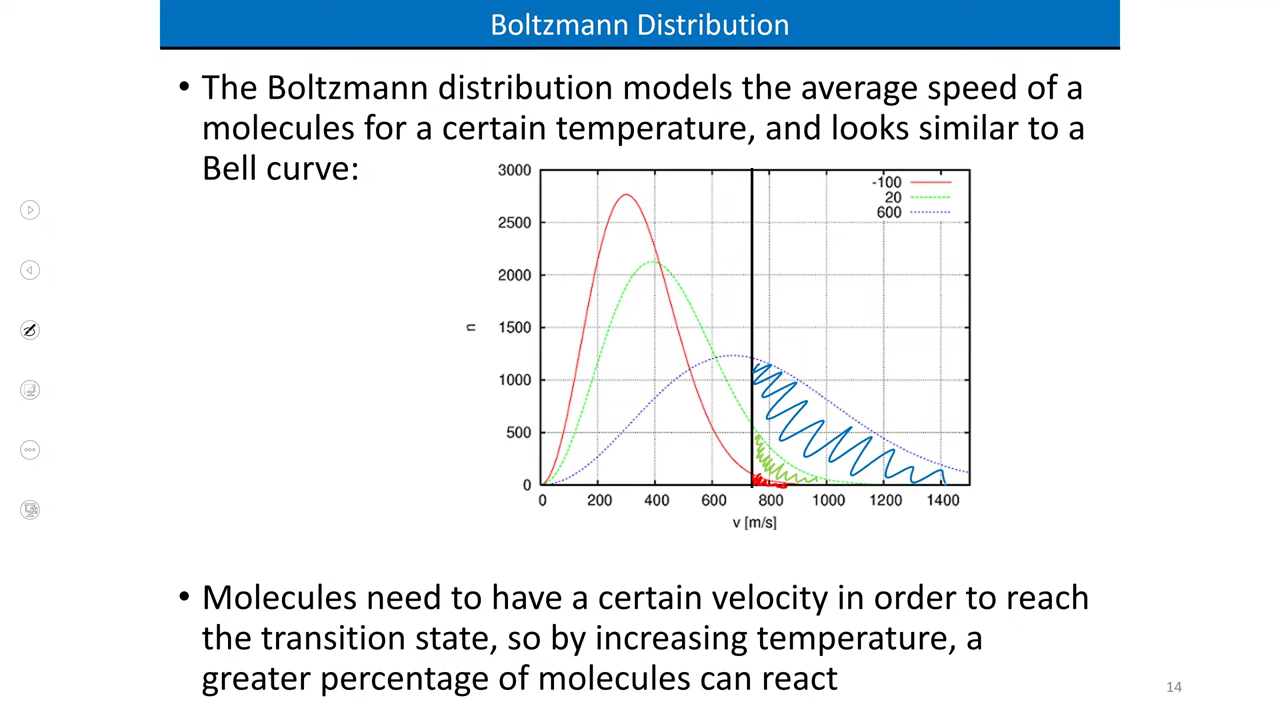 Boltzmann Distribution
• The Boltzmann distribution models the average speed of a
molecules for a certain temperature, and looks similar to a
Bell curve:
3000
2500
2000
1500
1000
500
0
n
-100
20
600
0 200 400 600 800 1000 1200 1400
v [m/s]
• Molecules need to have a certain velocity in order to reach
the transition state, so by increasing temperature, a
greater percentage of molecules can react
14